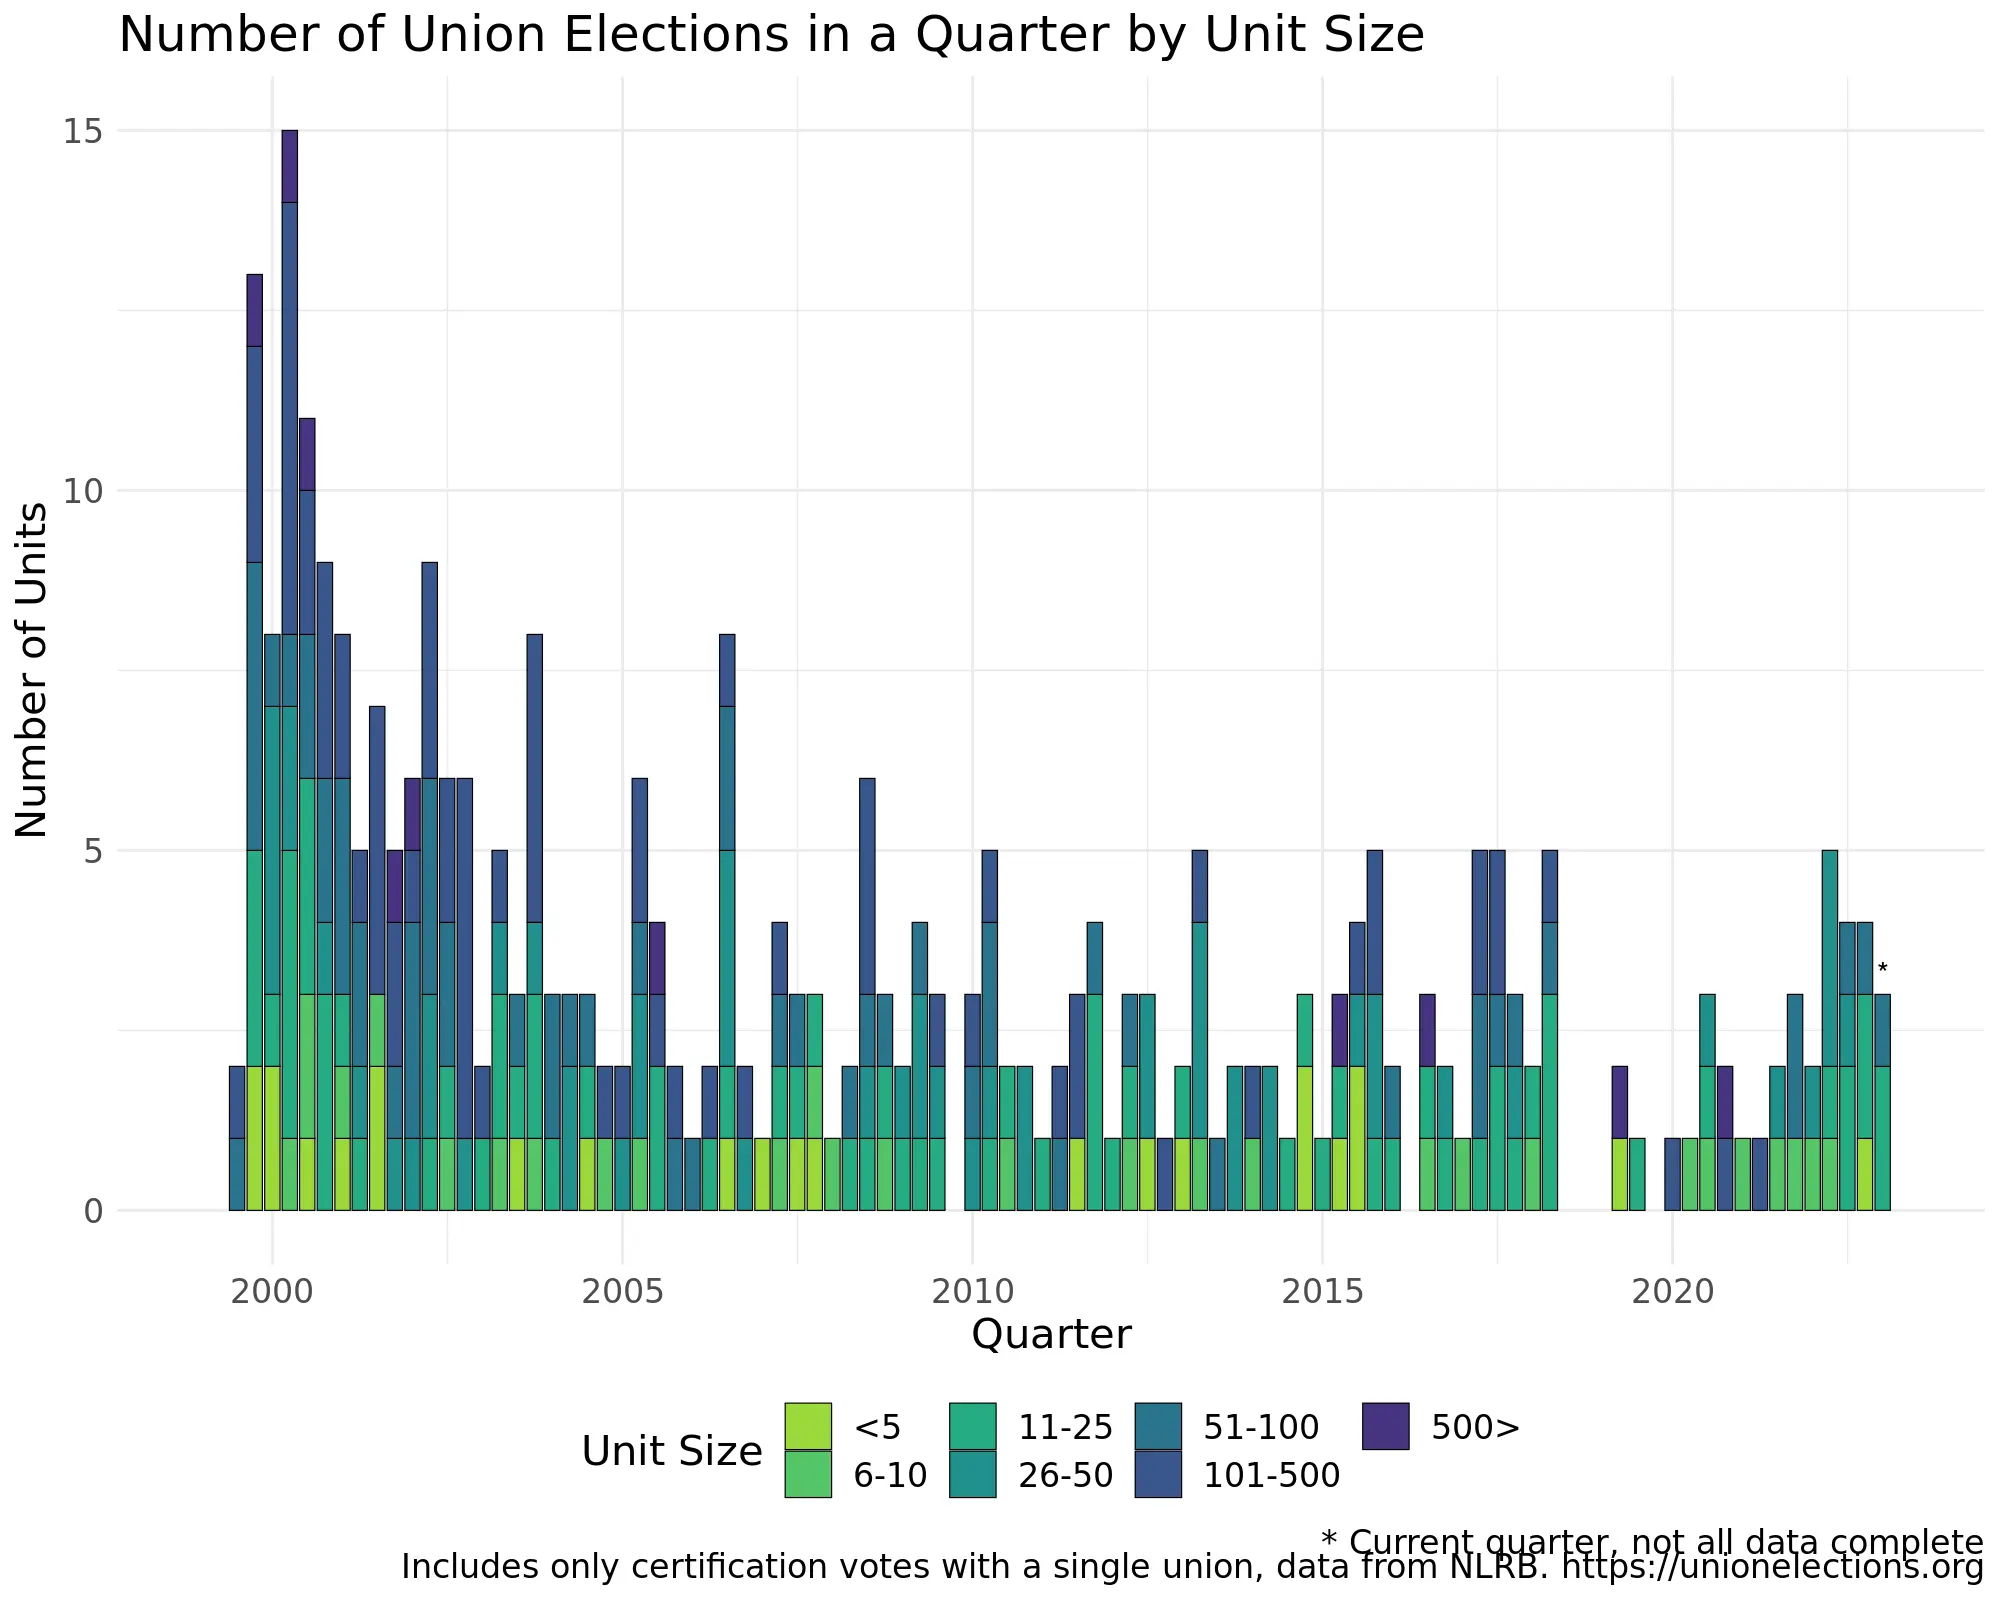 Number of Union Elections in a Quarter by Unit Size
Number of Units
15
10
5
0
*
2000 2005 2010 2015 2020
Quarter
Unit Size
<5 11-25 51-100 500>
6-10 26-50 101-500
* Current quarter, not all data complete
Includes only certification votes with a single union, data from NLRB. https://unionelections.org